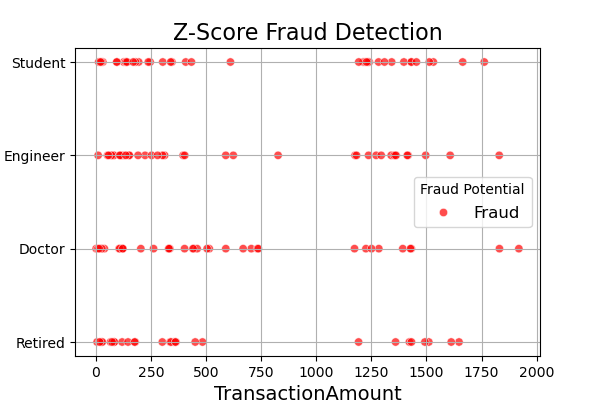 Z-Score Fraud Detection
Student
Engineer
Doctor
Retired
Fraud Potential
Fraud
0 250 500 750 1000 1250 1500 1750 2000
TransactionAmount